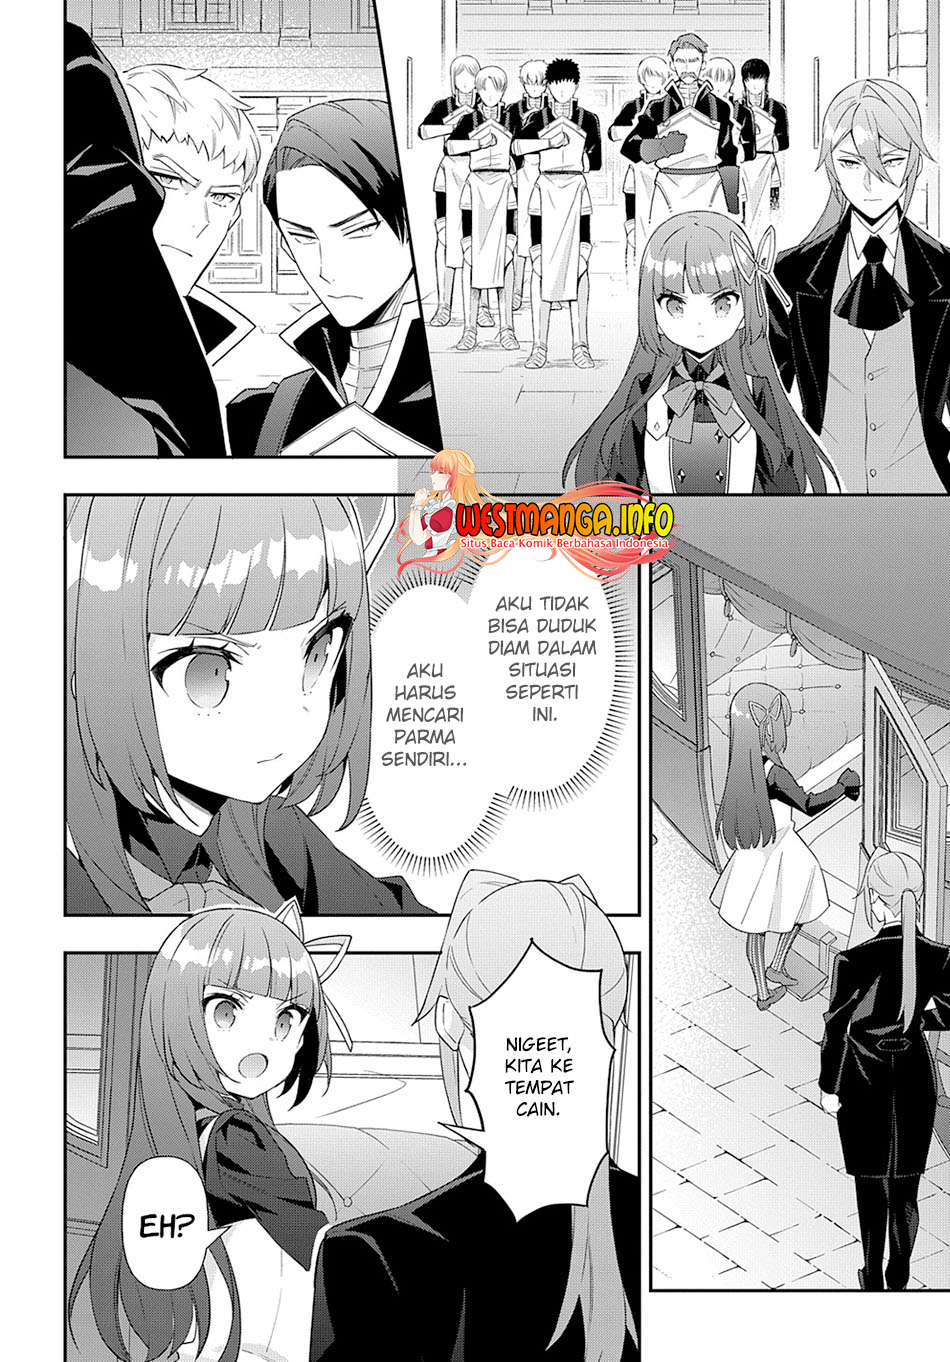 WESTMANGA.INFO
Situs Baca Komik Berbahasa Indonesia
AKU TIDAK
BISA DUDUK
DIAM DALAM
SITUASI
SEPERTI
INI.
AKU
HARUS
MENCARI
PARMA
SENDIRI...
NIGEET,
KITA KE
TEMPAT
CAIN.
EH?